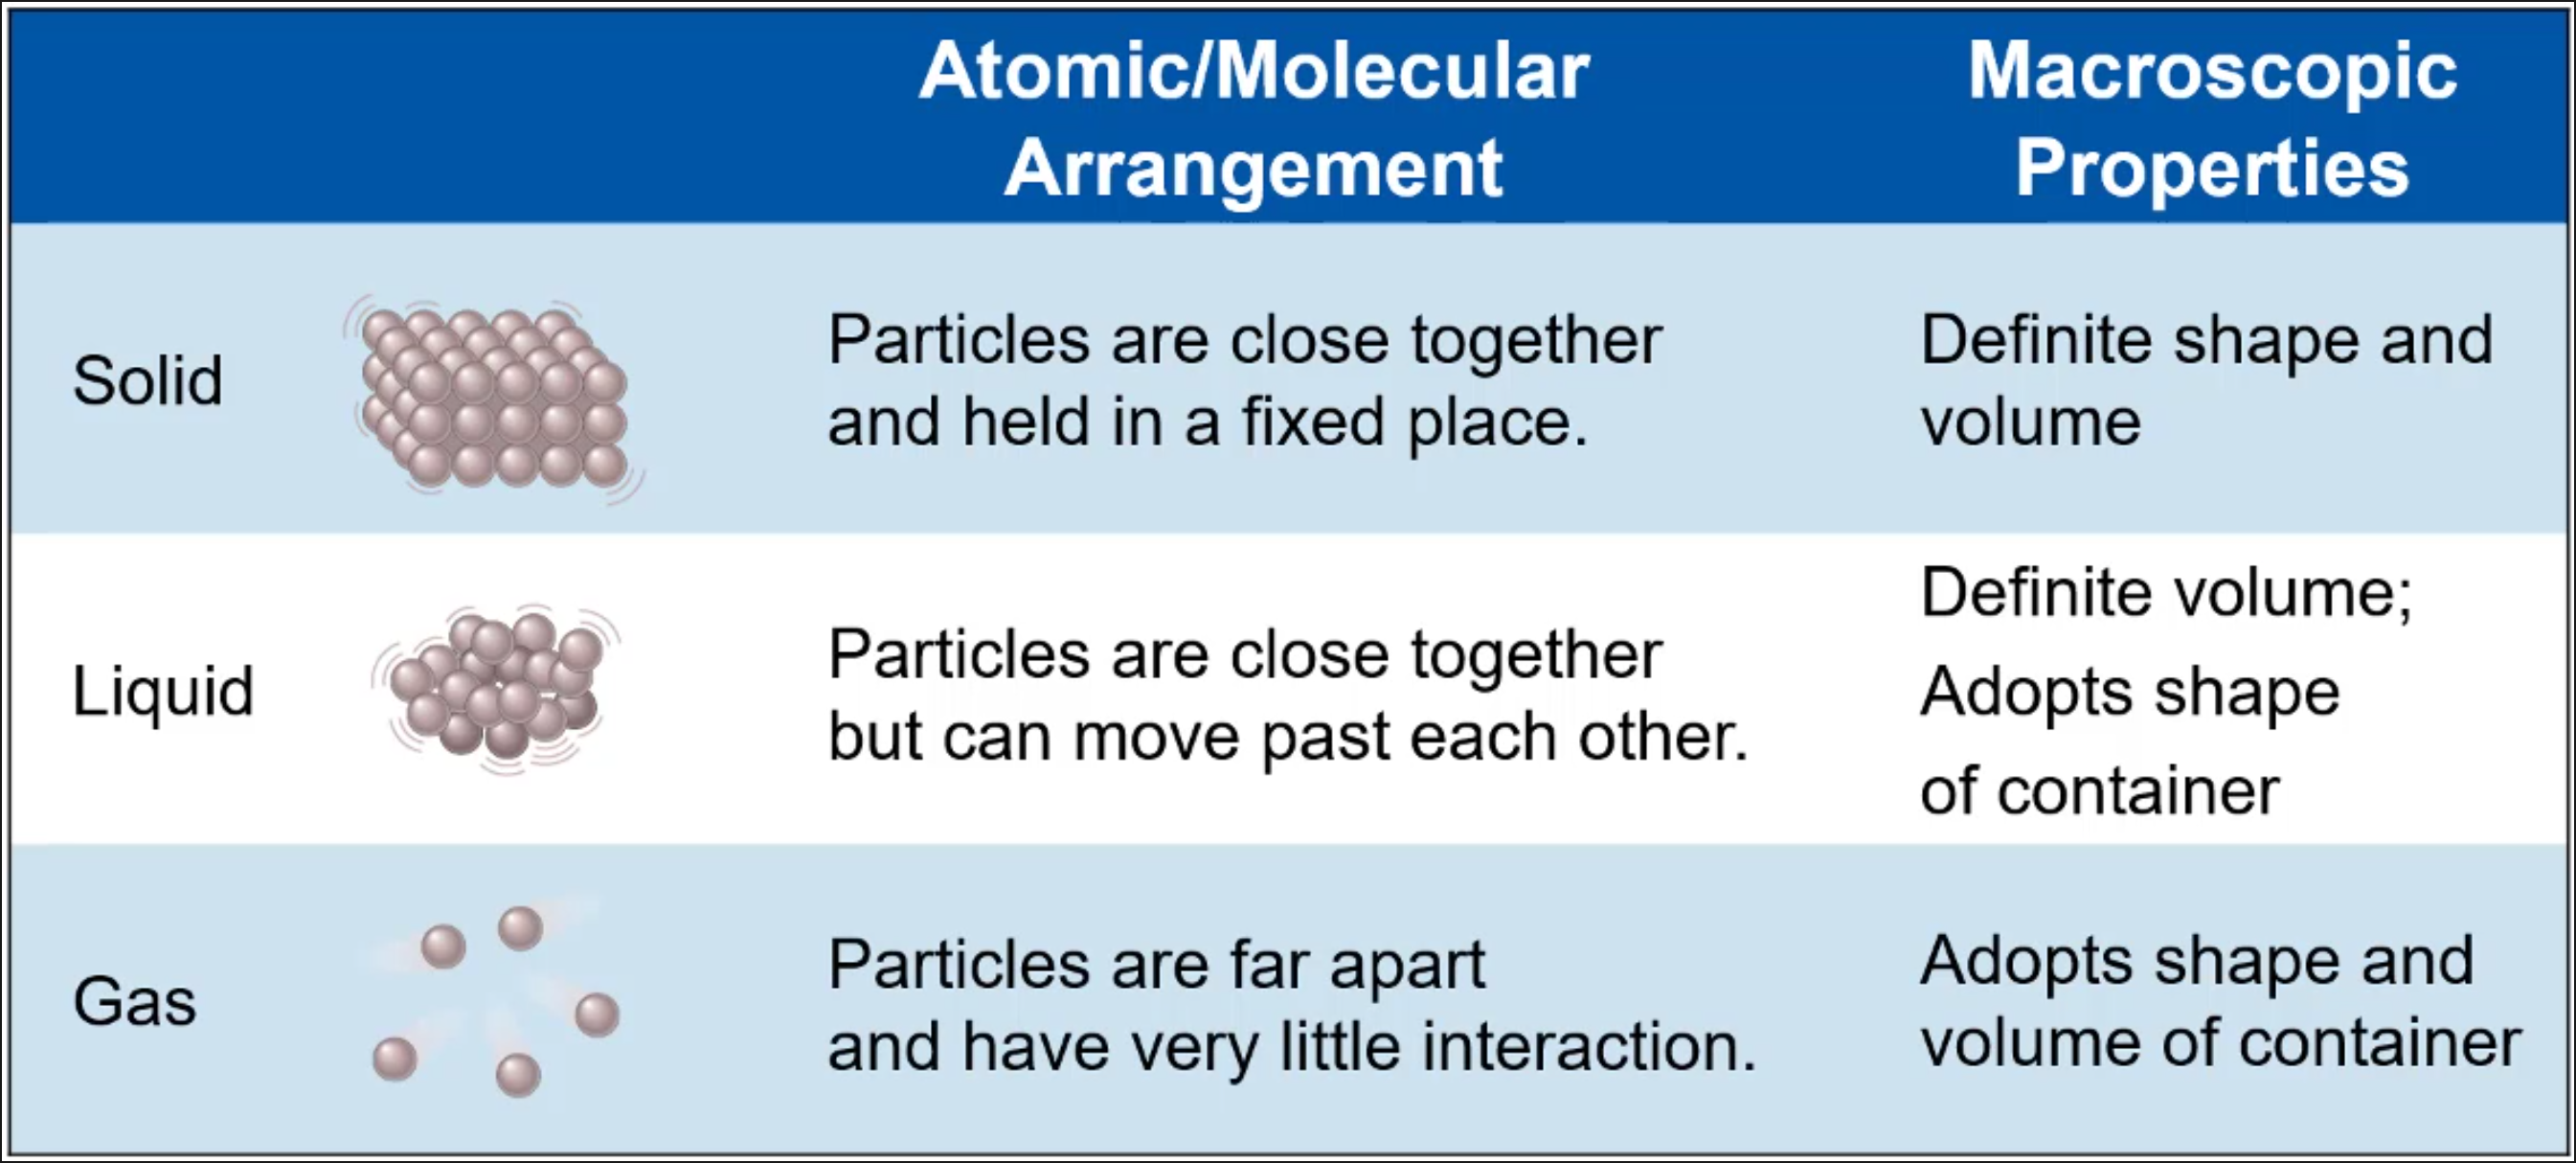 Atomic/Molecular
Arrangement
Macroscopic
Properties
Solid
Particles are close together
and held in a fixed place.
Definite shape and
volume
Liquid
Particles are close together
but can move past each other.
Definite volume;
Adopts shape
of container
Gas
Particles are far apart
and have very little interaction.
Adopts shape and
volume of container